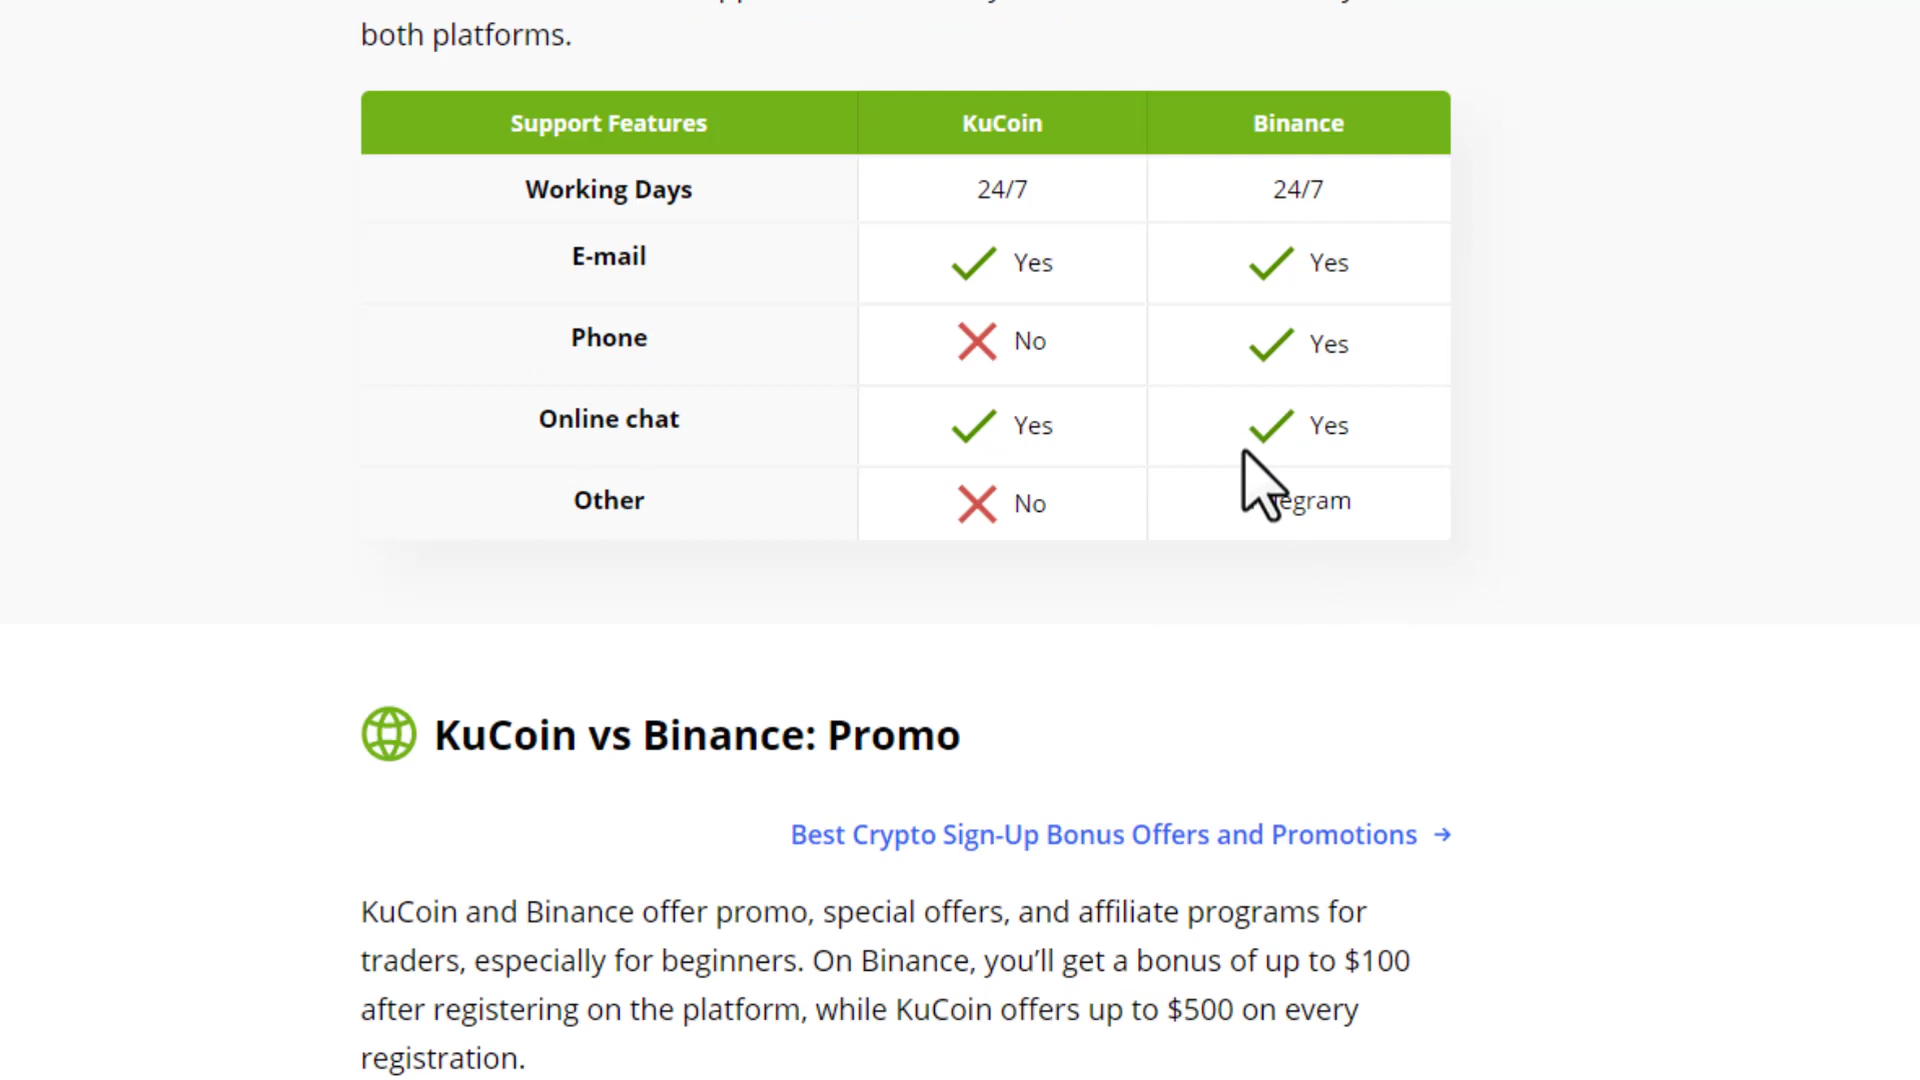 both platforms.
Support Features KuCoin Binance
Working Days 24/7 24/7
E-mail Yes Yes
Phone No Yes
Online chat Yes Yes
Other No egram
KuCoin vs Binance: Promo
Best Crypto Sign-Up Bonus Offers and Promotions →
KuCoin and Binance offer promo, special offers, and affiliate programs for
traders, especially for beginners. On Binance, you’ll get a bonus of up to $100
after registering on the platform, while KuCoin offers up to $500 on every
registration.